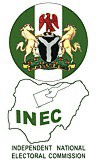 INEC
INDEPENDENT NATIONAL
ELECTORAL COMMISSION